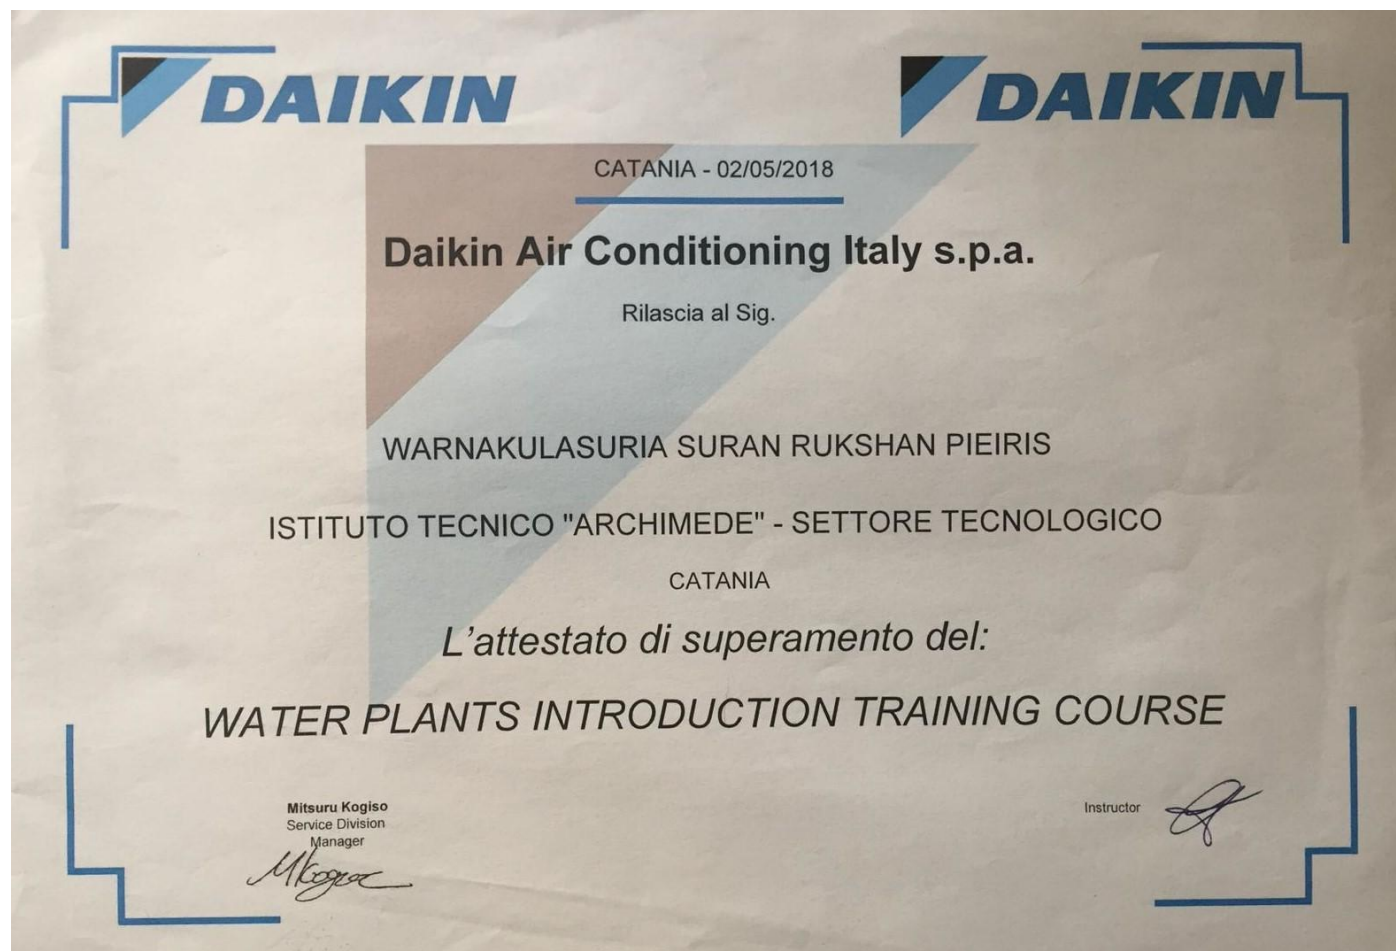 DAIKIN DAIKIN
CATANIA - 02/05/2018
Daikin Air Conditioning Italy s.p.a.
Rilascia al Sig.
WARNAKULASURIA SURAN RUKSHAN PIEIRIS
ISTITUTO TECNICO "ARCHIMEDE" - SETTORE TECNOLOGICO
CATANIA
L'attestato di superamento del:
WATER PLANTS INTRODUCTION TRAINING COURSE
Mitsuru Kogiso
Service Division
Manager
Instructor